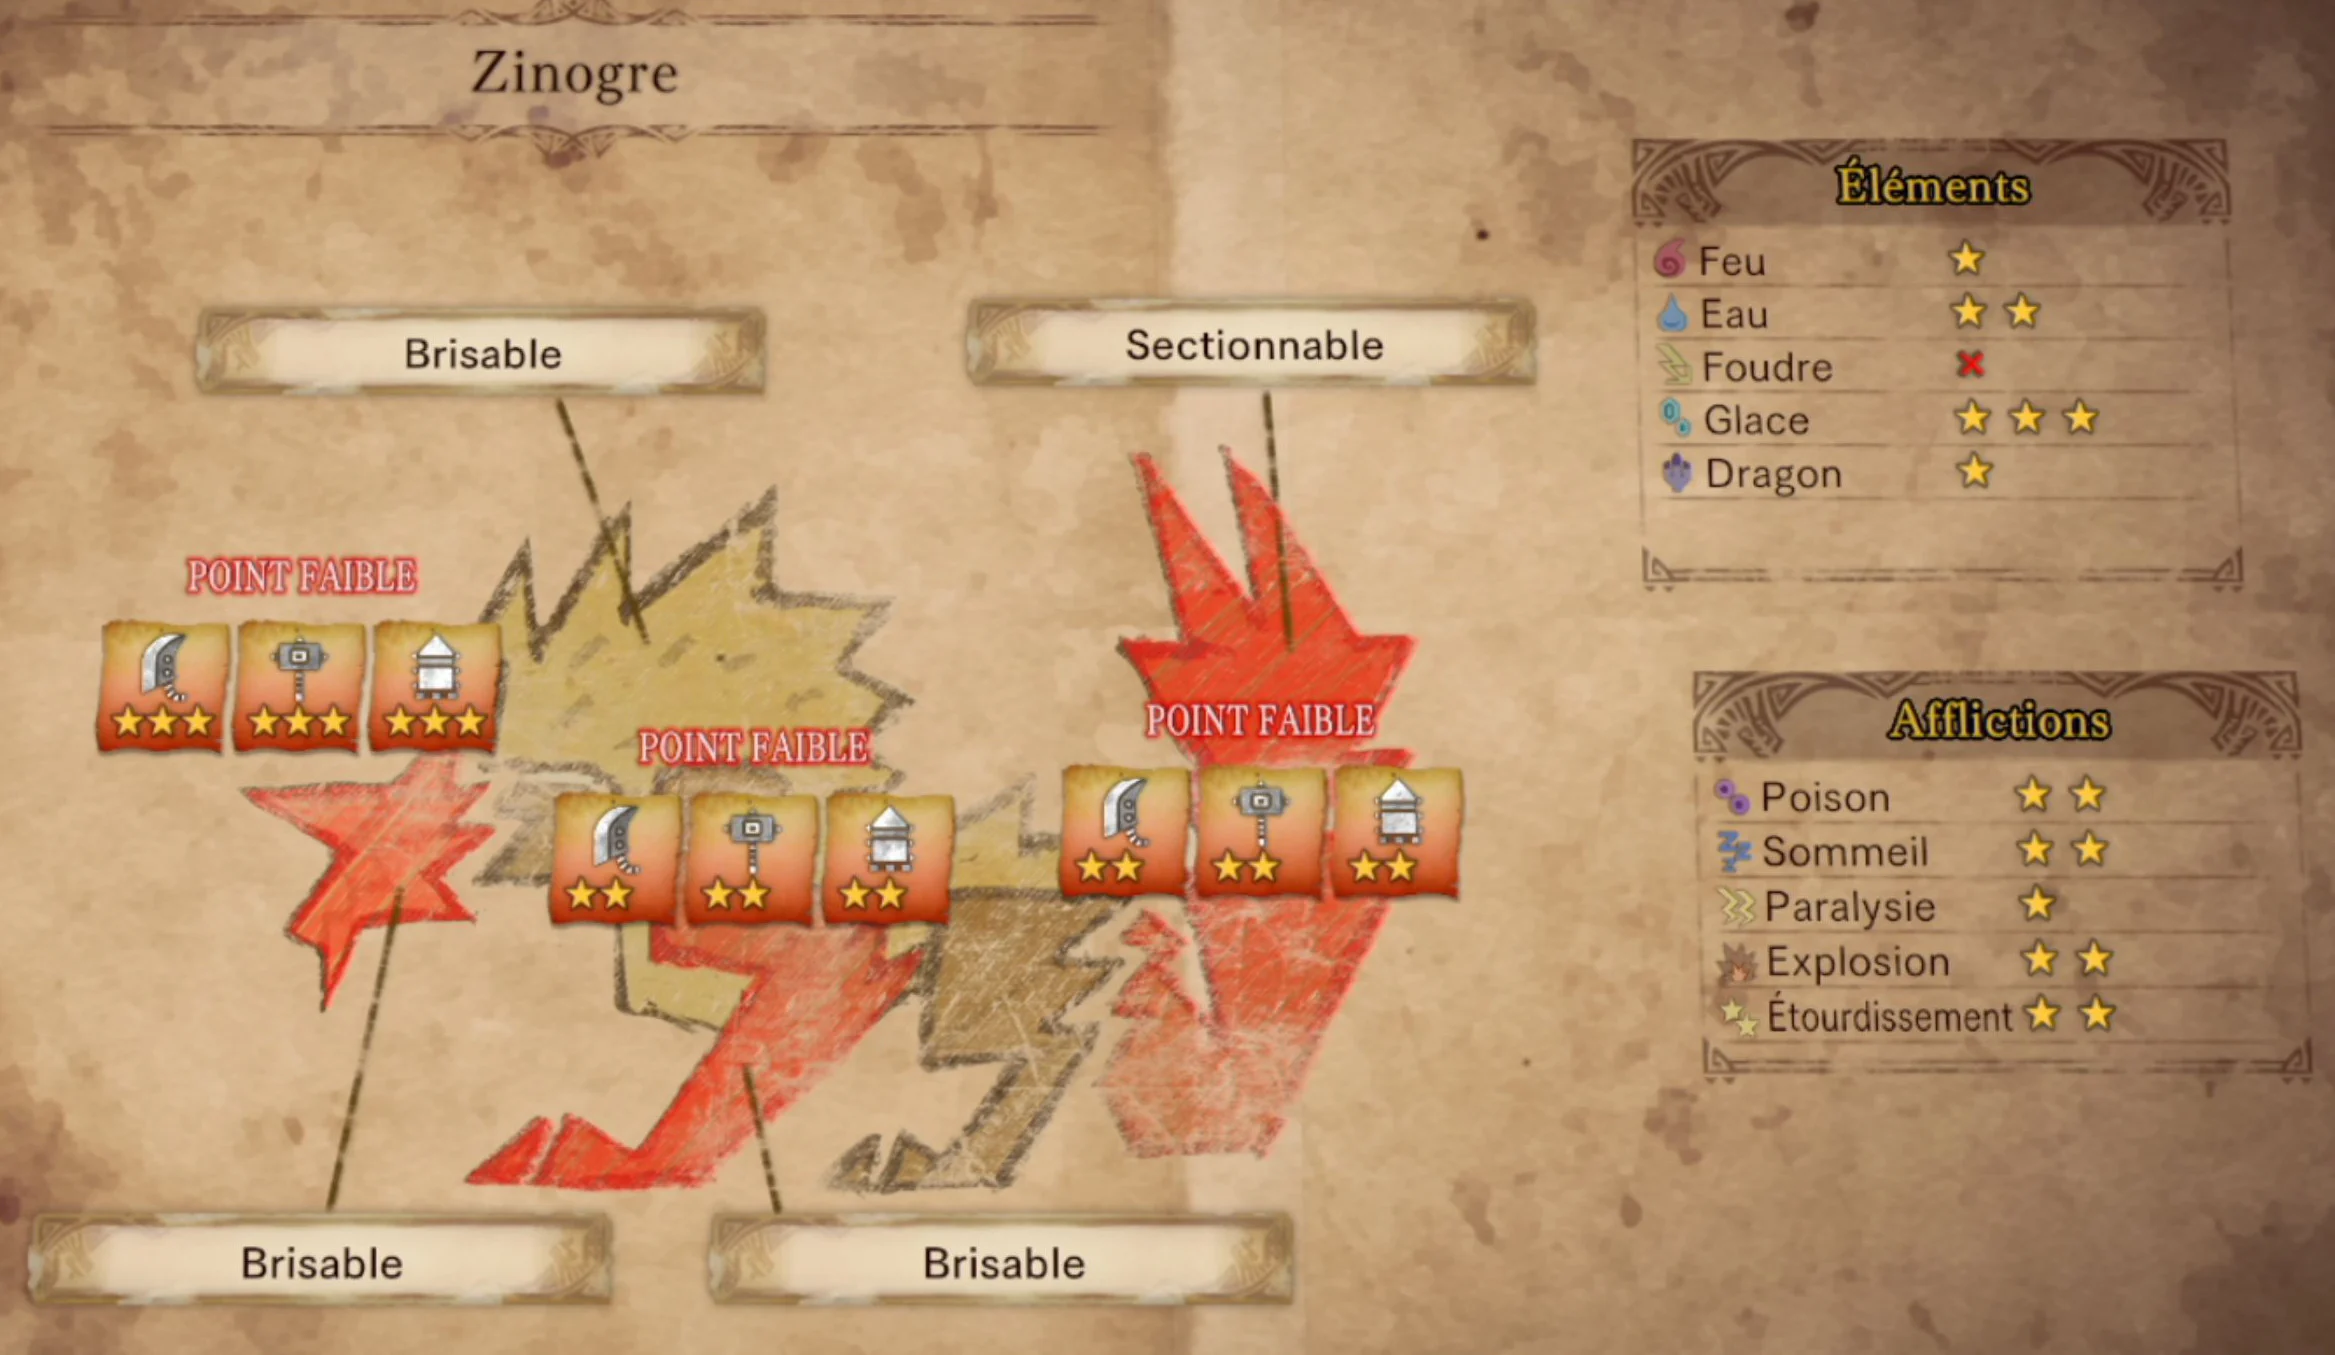 Zinogre
Brisable
Sectionnable
POINT FAIBLE
POINT FAIBLE
POINT FAIBLE
Brisable
Brisable
Éléments
Feu
Eau
Foudre
Glace
Dragon
Afflictions
Poison
Sommeil
Paralysie
Explosion
Étourdissement